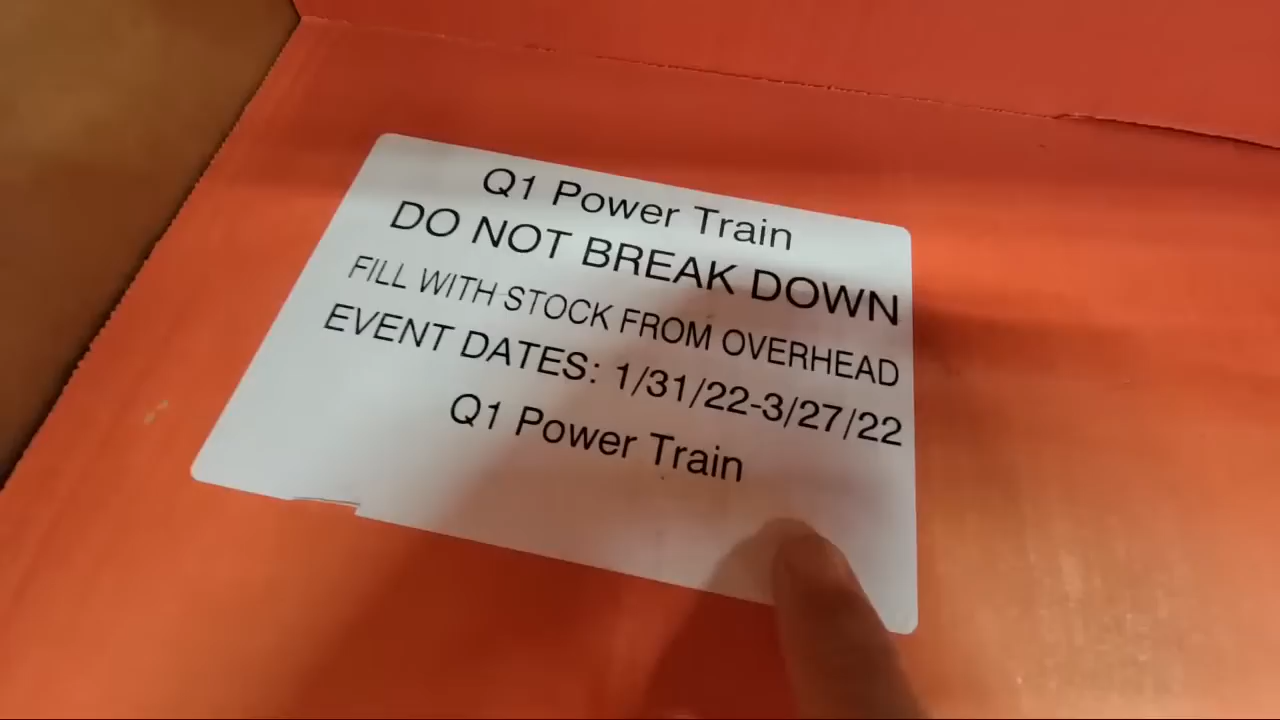 Q1 Power Train
DO NOT BREAK DOWN
FILL WITH STOCK FROM OVERHEAD
EVENT DATES: 1/31/22-3/27/22
Q1 Power Train